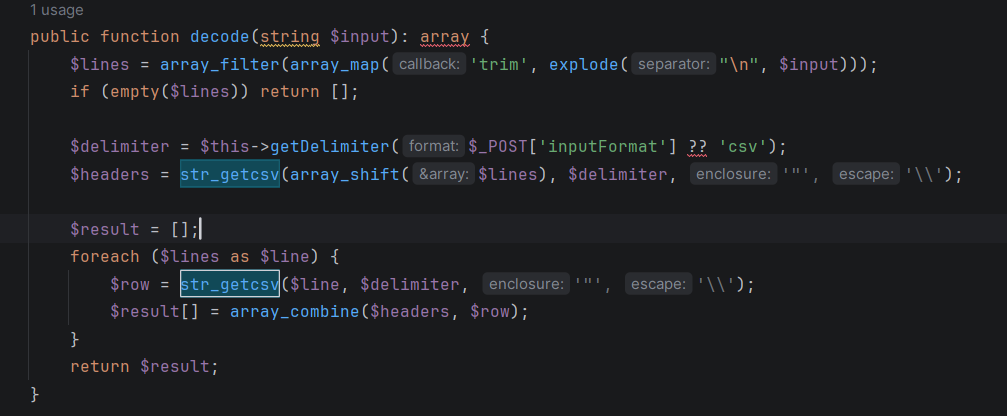 1 usage
public function decode(string $input): array {
    $lines = array_filter(array_map( callback: 'trim', explode( separator: "\n", $input)));
    if (empty($lines)) return [];

    $delimiter = $this->getDelimiter( format: $_POST['inputFormat'] ?? 'csv');
    $headers = str_getcsv(array_shift( &array: $lines), $delimiter, enclosure: '"', escape: '\\');

    $result = [];
    foreach ($lines as $line) {
        $row = str_getcsv($line, $delimiter, enclosure: '"', escape: '\\');
        $result[] = array_combine($headers, $row);
    }
    return $result;
}